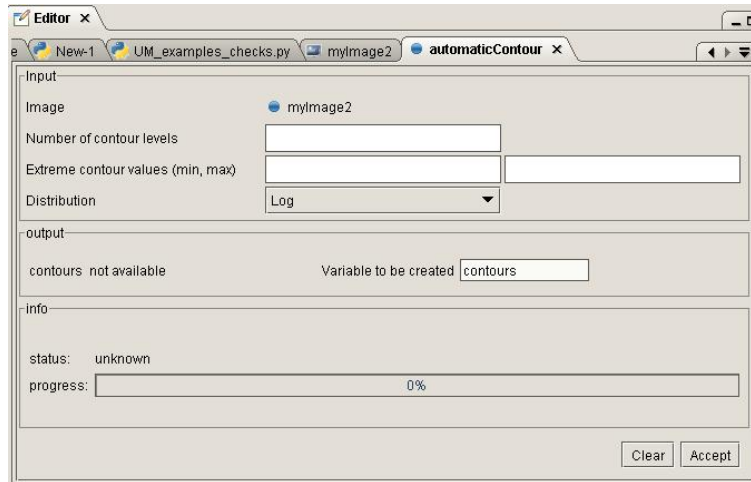 Editor ×
e New-1 UM_examples_checks.py myImage2 automaticContour ×
Input
Image myImage2
Number of contour levels
Extreme contour values (min, max)
Distribution Log
output
contours not available Variable to be created contours
info
status: unknown
progress: 0%
Clear Accept